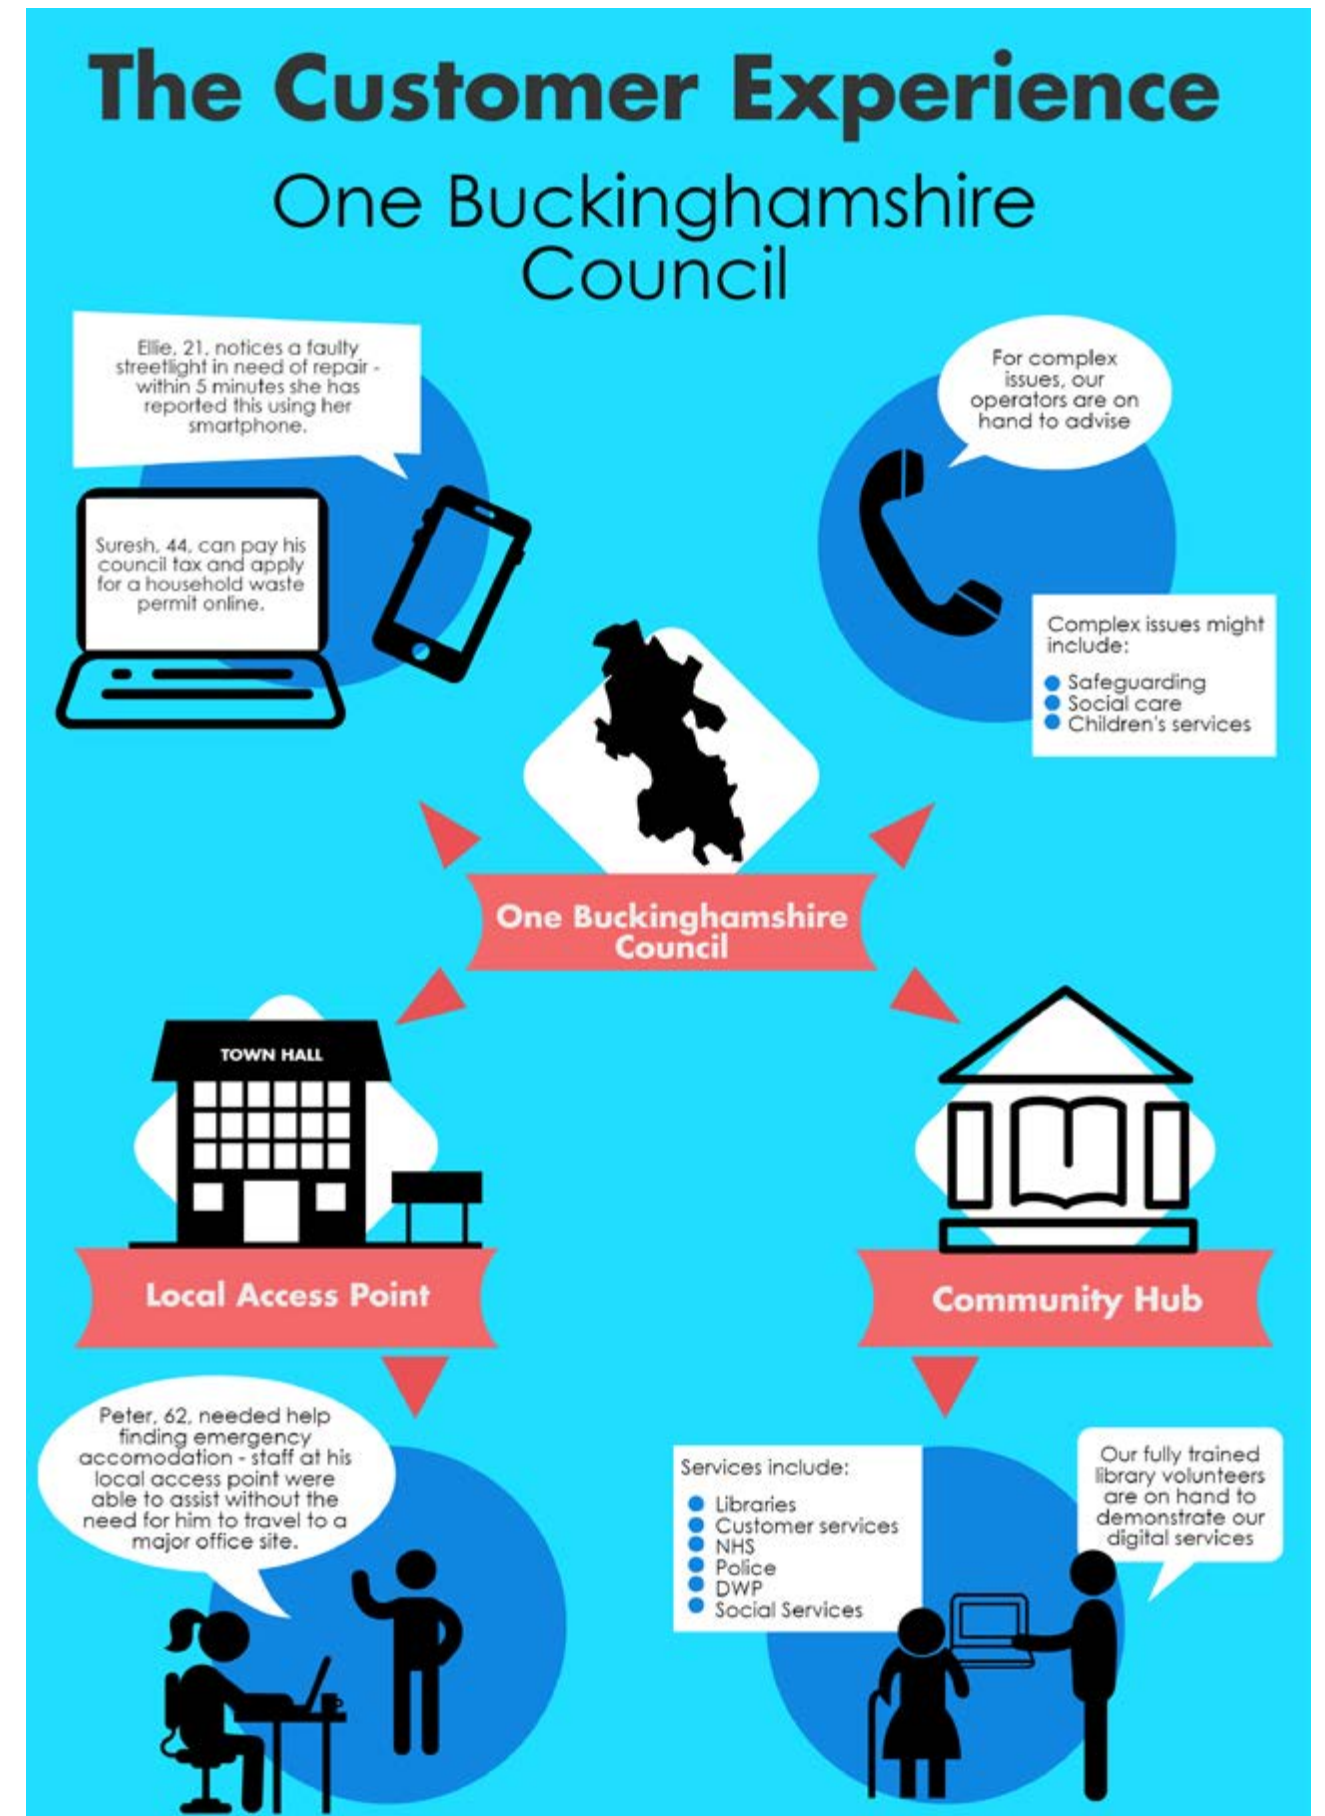 The Customer Experience
One Buckinghamshire
Council
Ellie, 21, notices a faulty
streetlight in need of repair -
within 5 minutes she has
reported this using her
smartphone.
For complex
issues, our
operators are on
hand to advise
Suresh, 44, can pay his
council tax and apply
for a household waste
permit online.
Complex issues might
include:
Safeguarding
Social care
Children's services
One Buckinghamshire
Council
TOWN HALL
Local Access Point
Community Hub
Peter, 62, needed help
finding emergency
accomodation - staff at his
local access point were
able to assist without the
need for him to travel to a
major office site.
Services include:
Libraries
Customer services
NHS
Police
DWP
Social Services
Our fully trained
library volunteers
are on hand to
demonstrate our
digital services